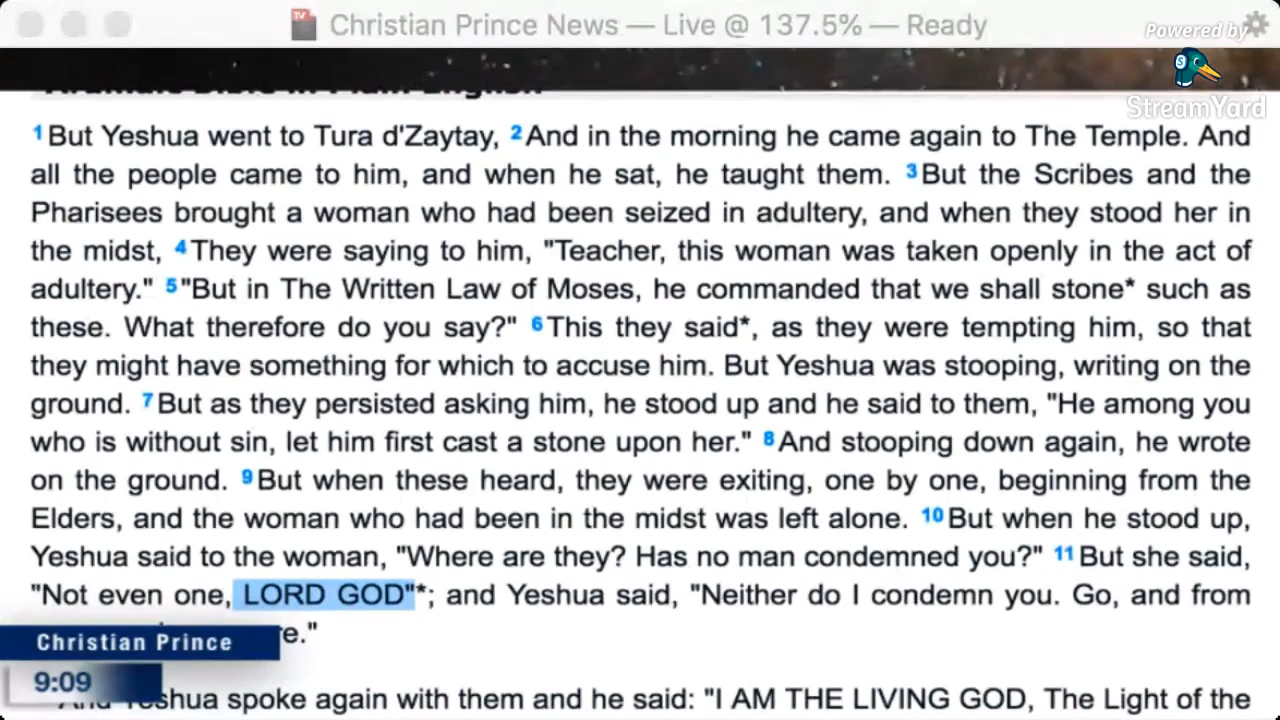 Christian Prince News — Live @ 137.5% — Ready
Powered by
StreamYard
Aramaic Bible in Plain English
1 But Yeshua went to Tura d'Zaytay, 2 And in the morning he came again to The Temple. And
all the people came to him, and when he sat, he taught them. 3 But the Scribes and the
Pharisees brought a woman who had been seized in adultery, and when they stood her in
the midst, 4 They were saying to him, "Teacher, this woman was taken openly in the act of
adultery." 5 "But in The Written Law of Moses, he commanded that we shall stone* such as
these. What therefore do you say?" 6 This they said*, as they were tempting him, so that
they might have something for which to accuse him. But Yeshua was stooping, writing on the
ground. 7 But as they persisted asking him, he stood up and he said to them, "He among you
who is without sin, let him first cast a stone upon her." 8 And stooping down again, he wrote
on the ground. 9 But when these heard, they were exiting, one by one, beginning from the
Elders, and the woman who had been in the midst was left alone. 10 But when he stood up,
Yeshua said to the woman, "Where are they? Has no man condemned you?" 11 But she said,
"Not even one, LORD GOD"*; and Yeshua said, "Neither do I condemn you. Go, and from
e."
Christian Prince
9:09
shua spoke again with them and he said: "I AM THE LIVING GOD, The Light of the